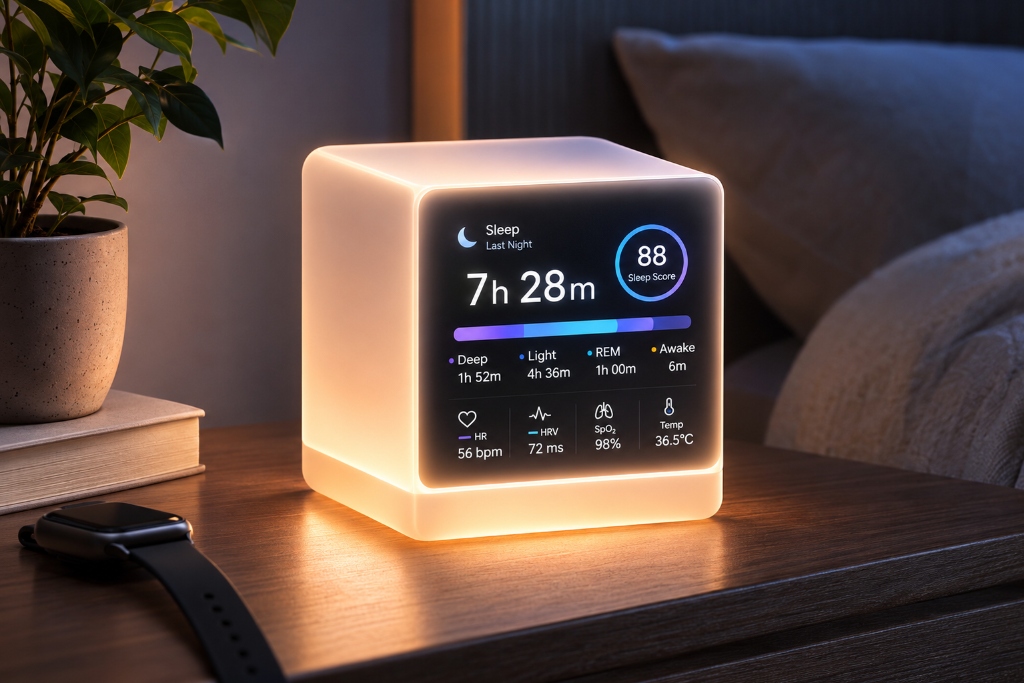 Sleep
Last Night
7h 28m
88
Sleep Score
Deep
1h 52m
Light
4h 36m
REM
1h 00m
Awake
6m
HR
56 bpm
HRV
72 ms
SpO₂
98%
Temp
36.5°C